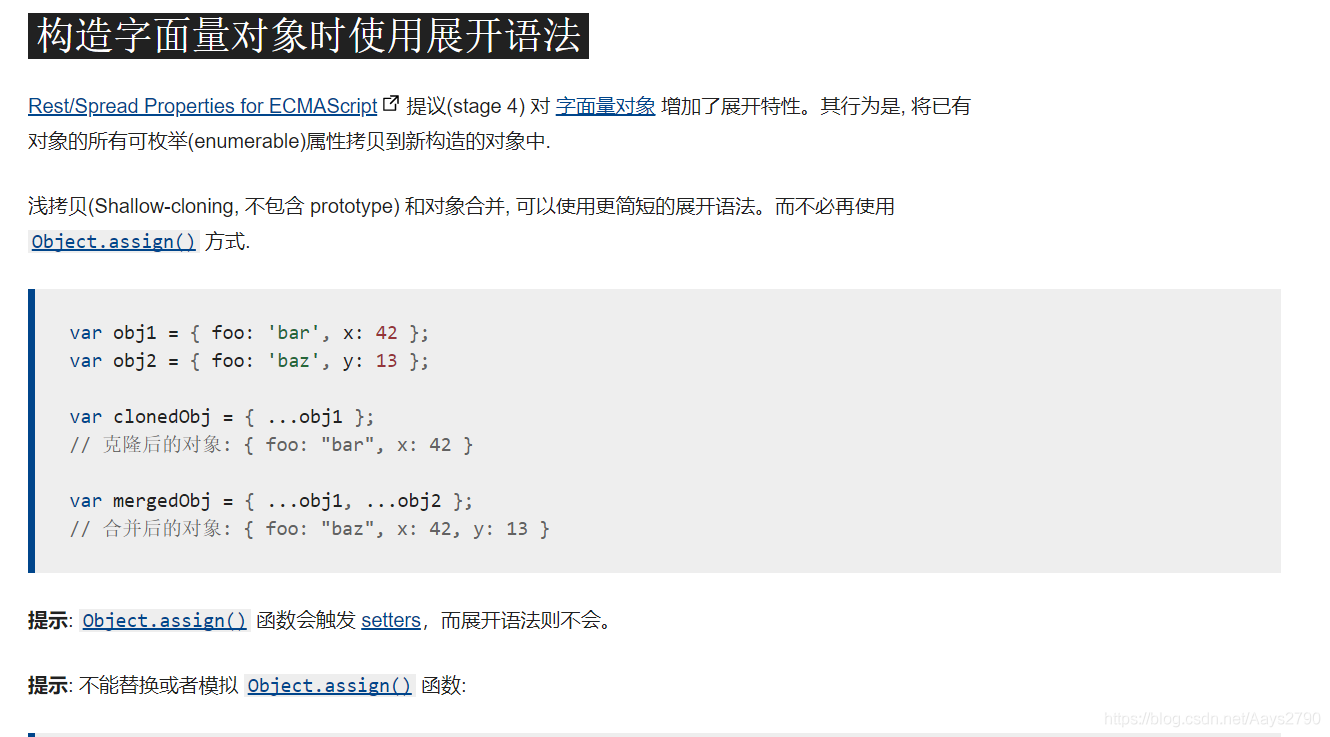 构造字面量对象时使用展开语法
Rest/Spread Properties for ECMAScript 提议(stage 4) 对 字面量对象 增加了展开特性。其行为是, 将已有
对象的所有可枚举(enumerable)属性拷贝到新构造的对象中.
浅拷贝(Shallow-cloning, 不包含 prototype) 和对象合并, 可以使用更简短的展开语法。而不必再使用
Object.assign() 方式.
var obj1 = { foo: 'bar', x: 42 };
var obj2 = { foo: 'baz', y: 13 };
var clonedObj = { ...obj1 };
// 克隆后的对象: { foo: "bar", x: 42 }
var mergedObj = { ...obj1, ...obj2 };
// 合并后的对象: { foo: "baz", x: 42, y: 13 }
提示: Object.assign() 函数会触发 setters，而展开语法则不会。
提示: 不能替换或者模拟 Object.assign() 函数:
https://blog.csdn.net/Aays2790